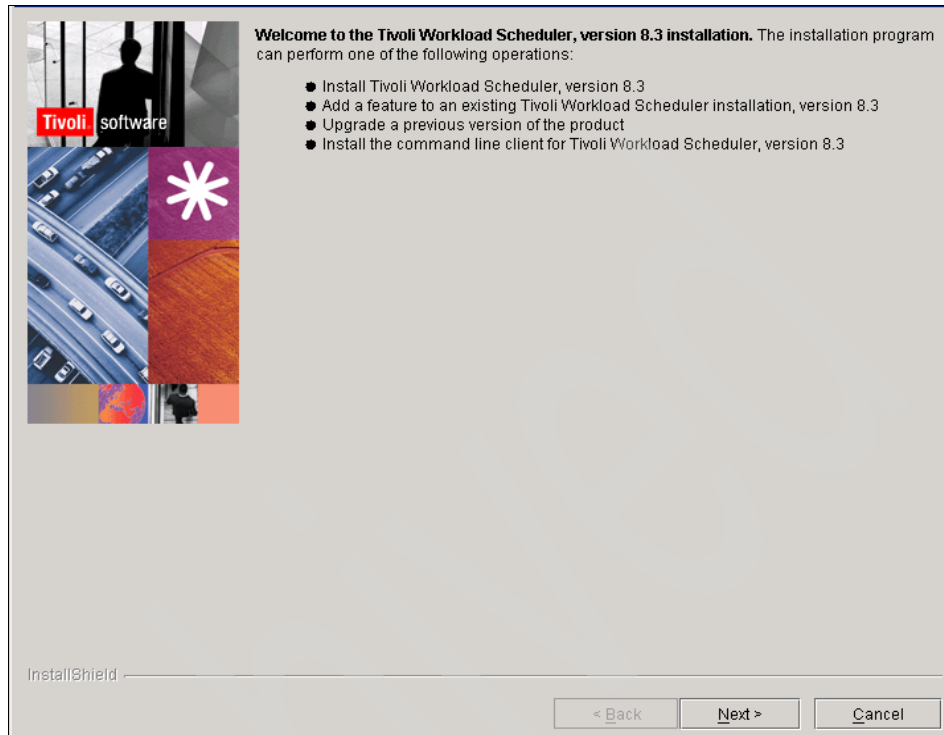 Welcome to the Tivoli Workload Scheduler, version 8.3 installation. The installation program
can perform one of the following operations:
Install Tivoli Workload Scheduler, version 8.3
Add a feature to an existing Tivoli Workload Scheduler installation, version 8.3
Upgrade a previous version of the product
Install the command line client for Tivoli Workload Scheduler, version 8.3
Tivoli. software
InstallShield
< Back
Next >
Cancel